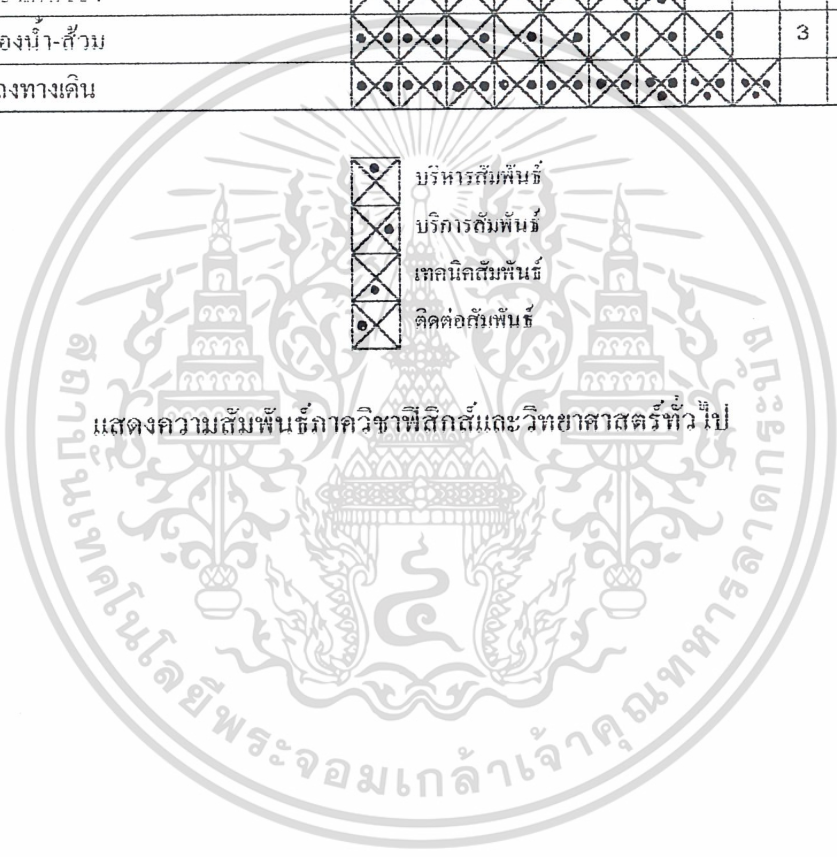 องน้ำ-ส้วม 3
งทางเดิน
บริหารสัมพันธ์
บริการสัมพันธ์
เทคนิคสัมพันธ์
ติดต่อสัมพันธ์
แสดงความสัมพันธ์ภาควิชาฟิสิกส์และวิทยาศาสตร์ทั่วไป
สถาบันเทคโนโลยีพระจอมเกล้าเจ้าคุณทหารลาดกระบัง